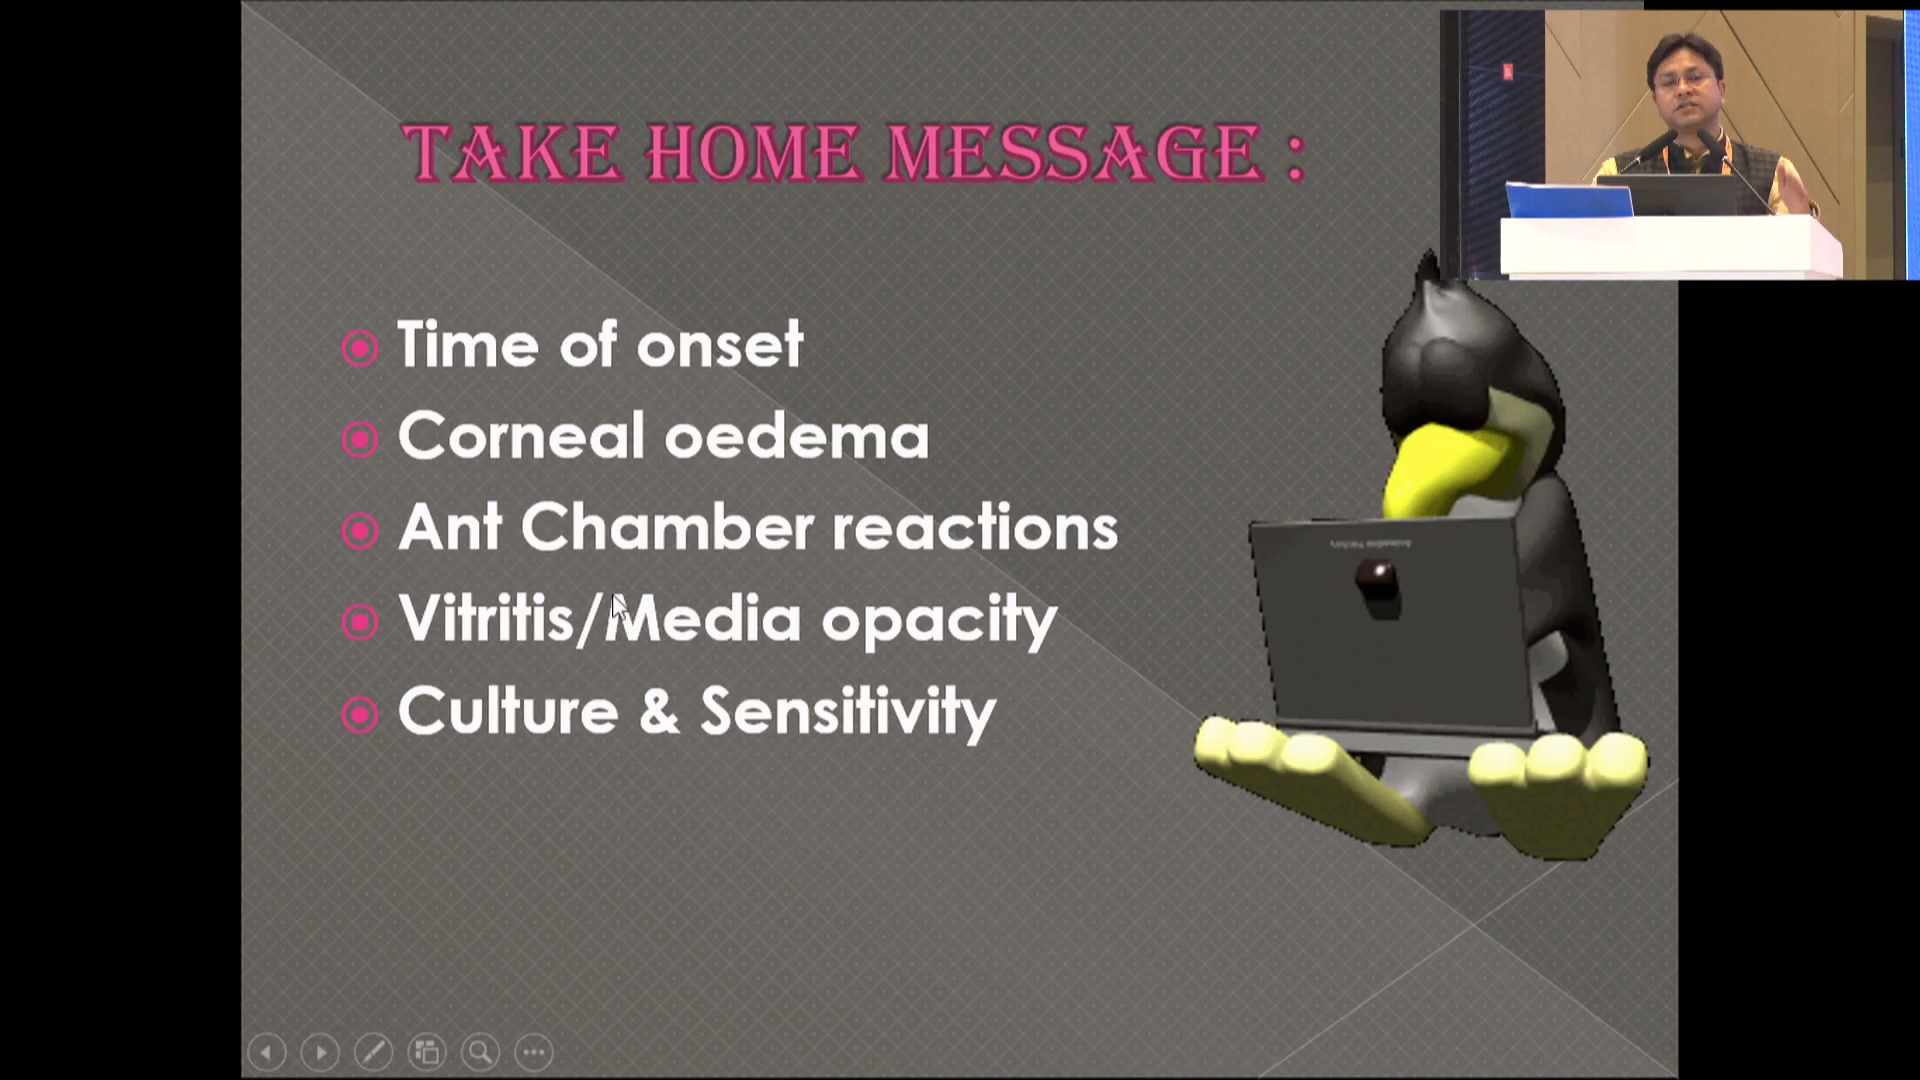 TAKE HOME MESSAGE :
Time of onset
Corneal oedema
Ant Chamber reactions
Vitritis/Media opacity
Culture & Sensitivity